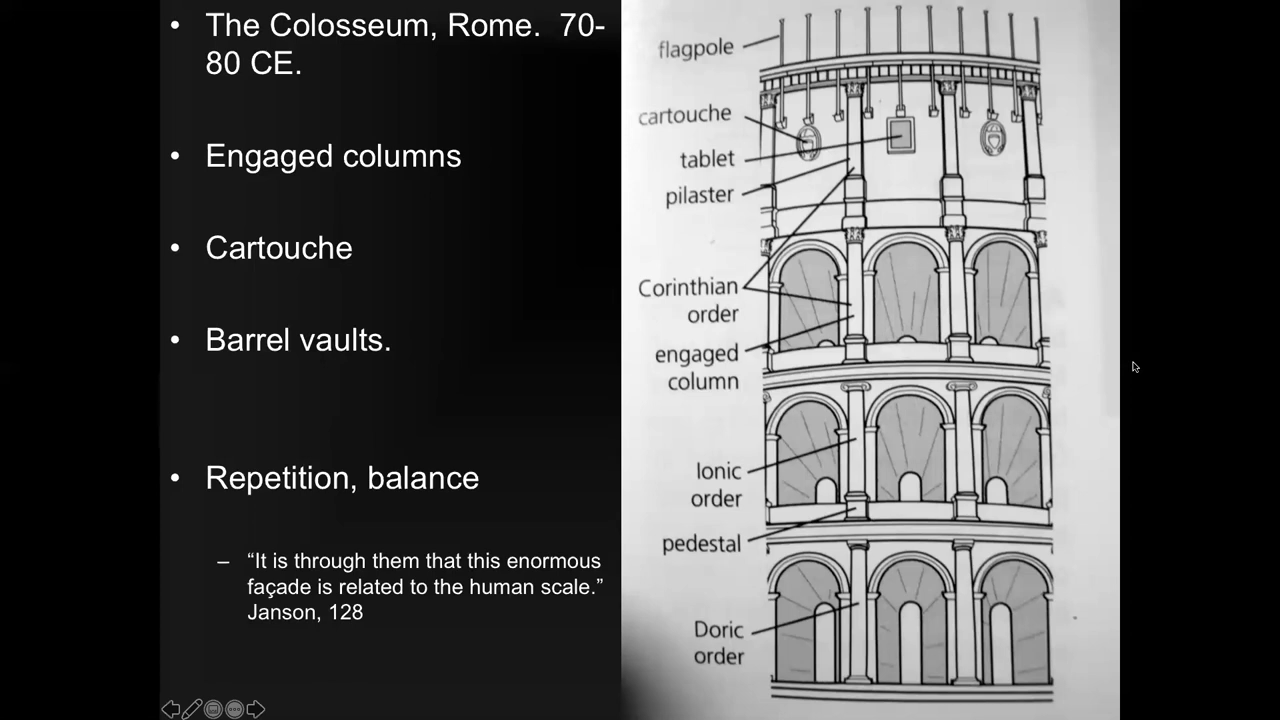 • The Colosseum, Rome.  70-
80 CE.
• Engaged columns
• Cartouche
• Barrel vaults.
• Repetition, balance
– “It is through them that this enormous
façade is related to the human scale.”
Janson, 128
flagpole
cartouche
tablet
pilaster
Corinthian
order
engaged
column
Ionic
order
pedestal
Doric
order